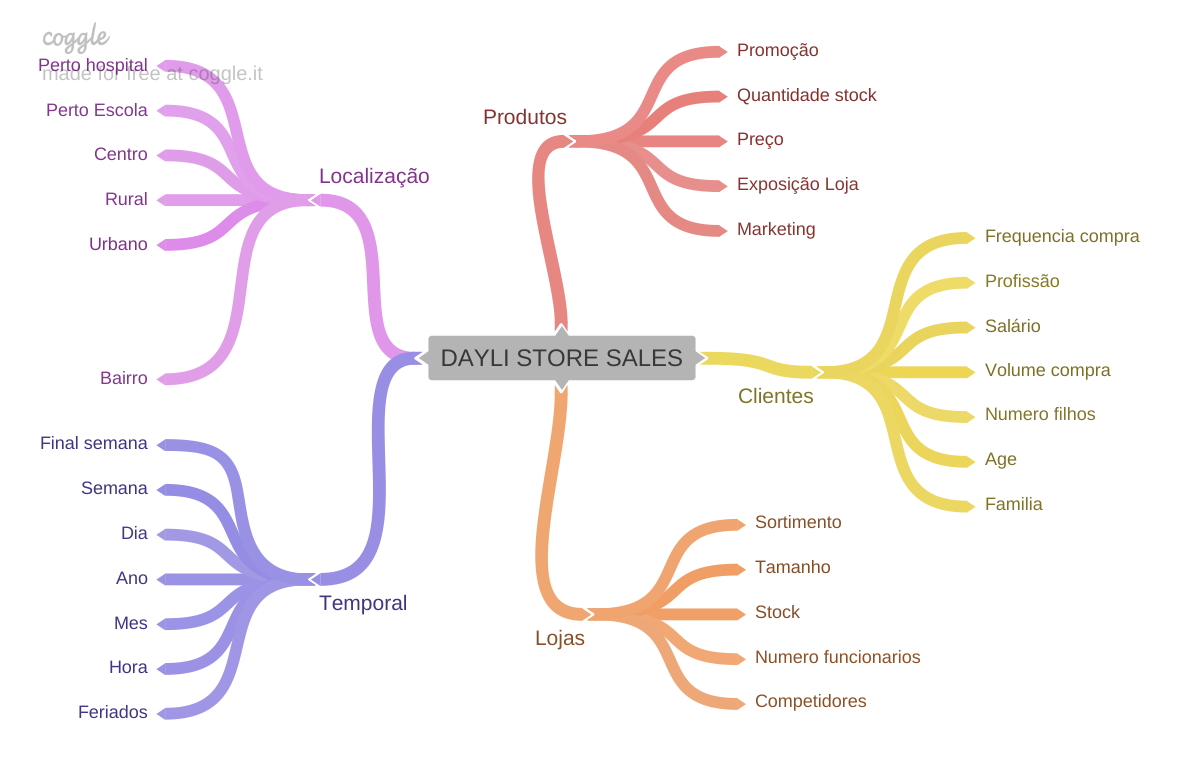 coggle
made for free at coggle.it
DAYLI STORE SALES
Localização
Perto hospital
Perto Escola
Centro
Rural
Urbano
Bairro
Temporal
Final semana
Semana
Dia
Ano
Mes
Hora
Feriados
Produtos
Promoção
Quantidade stock
Preço
Exposição Loja
Marketing
Clientes
Frequencia compra
Profissão
Salário
Volume compra
Numero filhos
Age
Familia
Lojas
Sortimento
Tamanho
Stock
Numero funcionarios
Competidores